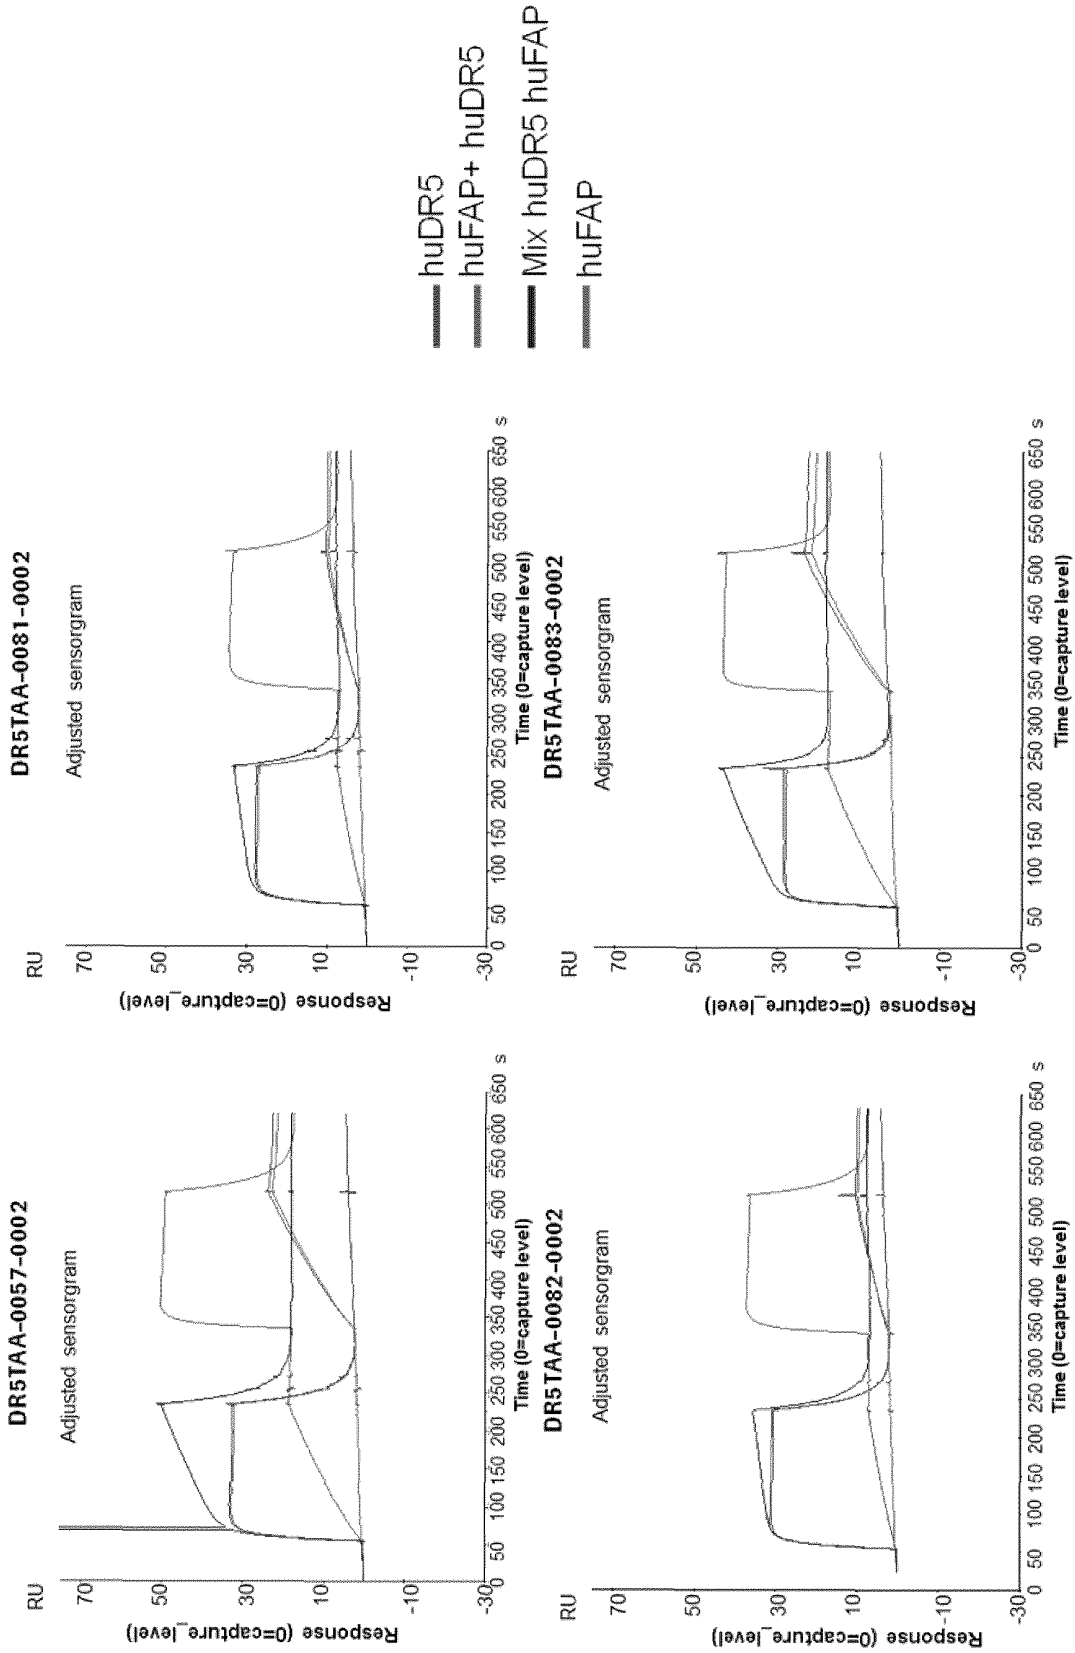 DR5TAA-0057-0002
Adjusted sensorgram
RU
70
50
30
10
-10
-30
Response (0=capture_level)
0 50 100 150 200 250 300 350 400 450 500 550 600 650 s
Time (0=capture level)
DR5TAA-0081-0002
Adjusted sensorgram
RU
70
50
30
10
-10
-30
Response (0=capture_level)
0 50 100 150 200 250 300 350 400 450 500 550 600 650 s
Time (0=capture level)
DR5TAA-0082-0002
Adjusted sensorgram
RU
70
50
30
10
-10
-30
Response (0=capture_level)
0 50 100 150 200 250 300 350 400 450 500 550 600 650 s
Time (0=capture level)
DR5TAA-0083-0002
Adjusted sensorgram
RU
70
50
30
10
-10
-30
Response (0=capture_level)
0 50 100 150 200 250 300 350 400 450 500 550 600 650 s
Time (0=capture level)
huDR5
huFAP+ huDR5
Mix huDR5 huFAP
huFAP